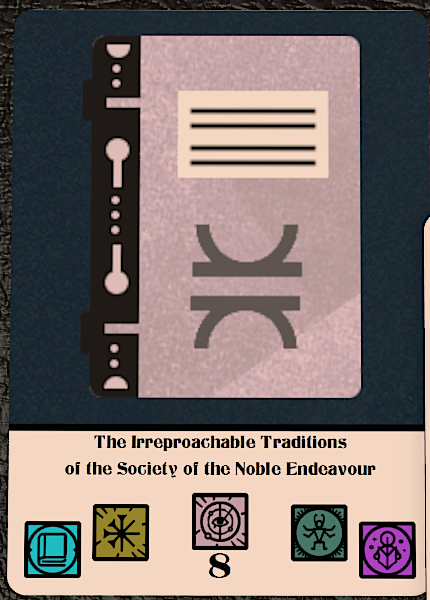 The Irreproachable Traditions
of the Society of the Noble Endeavour
8